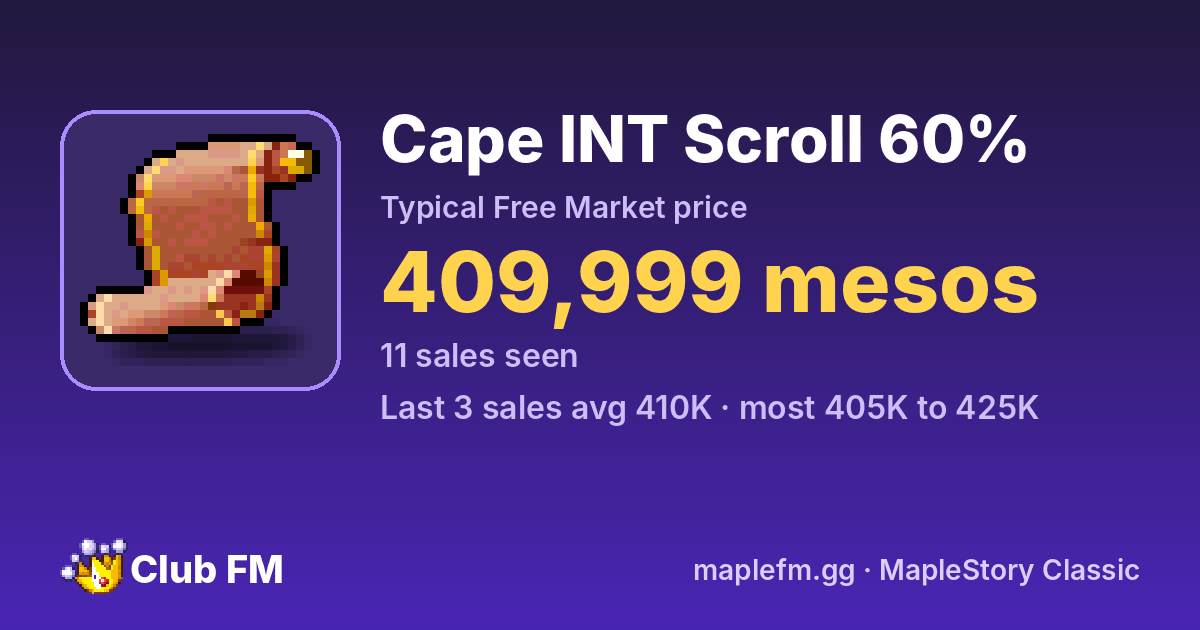 Cape INT Scroll 60%
Typical Free Market price
409,999 mesos
11 sales seen
Last 3 sales avg 410K · most 405K to 425K
Club FM
maplefm.gg · MapleStory Classic